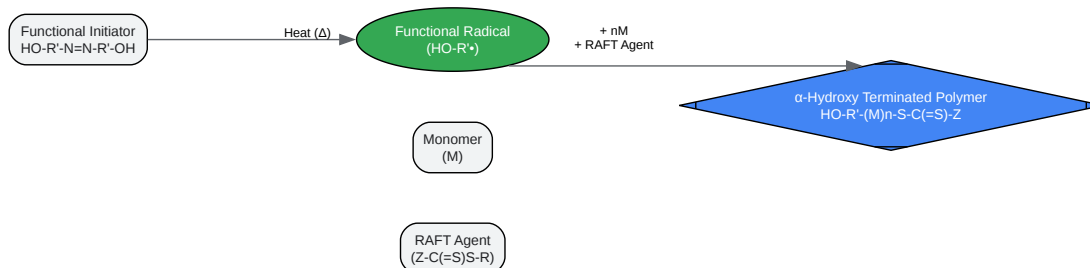 Functional Initiator
HO-R'-N=N-R'-OH
Heat (Δ)
Functional Radical
(HO-R'•)
+ nM
+ RAFT Agent
α-Hydroxy Terminated Polymer
HO-R'-(M)n-S-C(=S)-Z
Monomer
(M)
RAFT Agent
(Z-C(=S)S-R)